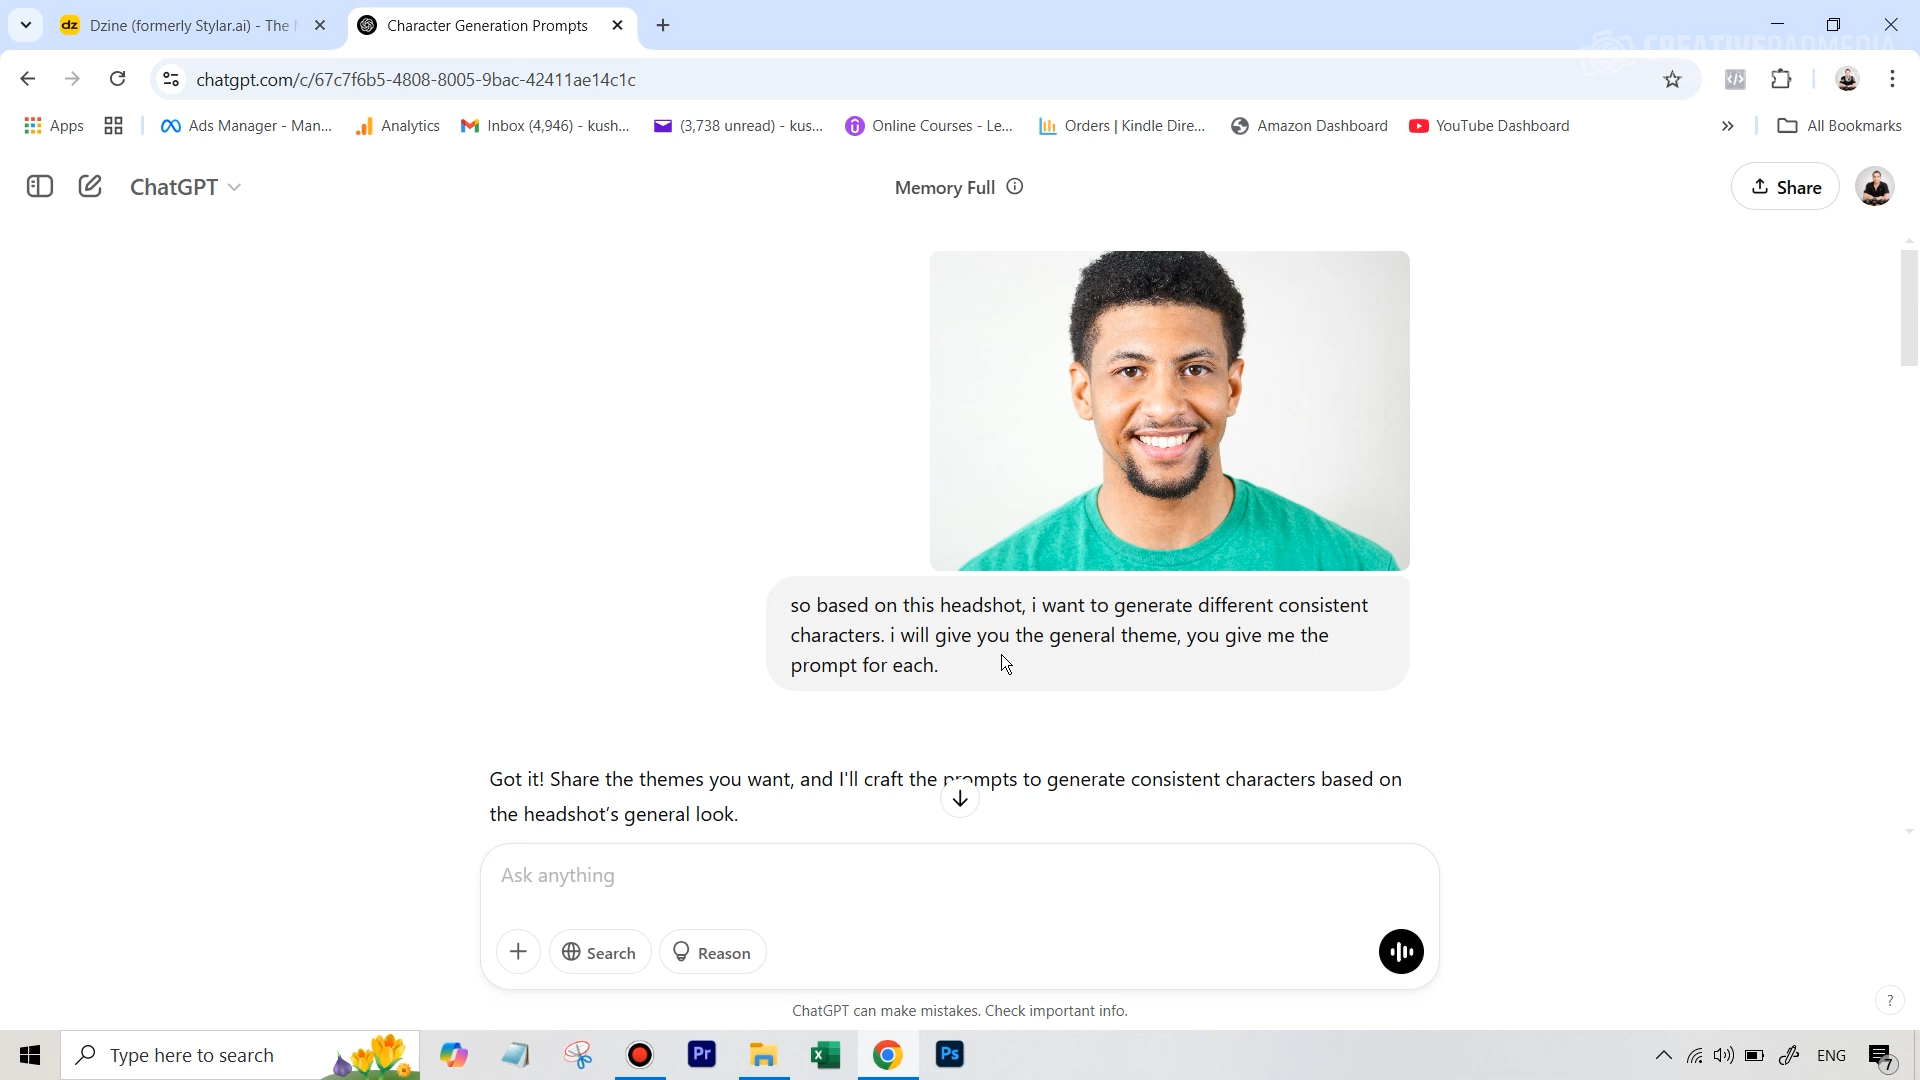 dz Dzine (formerly Stylar.ai) - The
Character Generation Prompts
CREATIVEDADMEDIA
chatgpt.com/c/67c7f6b5-4808-8005-9bac-42411ae14c1c
Apps
Ads Manager - Man...
Analytics
Inbox (4,946) - kush...
(3,738 unread) - kus...
Online Courses - Le...
Orders | Kindle Dire...
Amazon Dashboard
YouTube Dashboard
All Bookmarks
ChatGPT
Memory Full
Share
so based on this headshot, i want to generate different consistent
characters. i will give you the general theme, you give me the
prompt for each.
Got it! Share the themes you want, and I'll craft the prompts to generate consistent characters based on
the headshot’s general look.
Ask anything
Search
Reason
ChatGPT can make mistakes. Check important info.
?
Type here to search
Pr
Ps
ENG
7